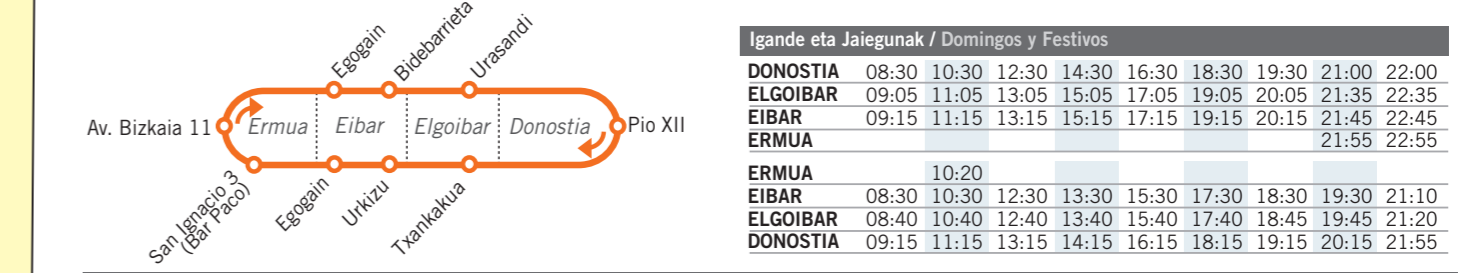 Egogain
Bidebarrieta
Urasandi
Av. Bizkaia 11
Ermua
Eibar
Elgoibar
Donostia
Pio XII
San Ignacio 3
(Bar Paco)
Egogain
Urkizu
Txankakua
Igande eta Jaiegunak / Domingos y Festivos
DONOSTIA 08:30 10:30 12:30 14:30 16:30 18:30 19:30 21:00 22:00
ELGOIBAR 09:05 11:05 13:05 15:05 17:05 19:05 20:05 21:35 22:35
EIBAR 09:15 11:15 13:15 15:15 17:15 19:15 20:15 21:45 22:45
ERMUA 21:55 22:55
ERMUA 10:20
EIBAR 08:30 10:30 12:30 13:30 15:30 17:30 18:30 19:30 21:10
ELGOIBAR 08:40 10:40 12:40 13:40 15:40 17:40 18:45 19:45 21:20
DONOSTIA 09:15 11:15 13:15 14:15 16:15 18:15 19:15 20:15 21:55